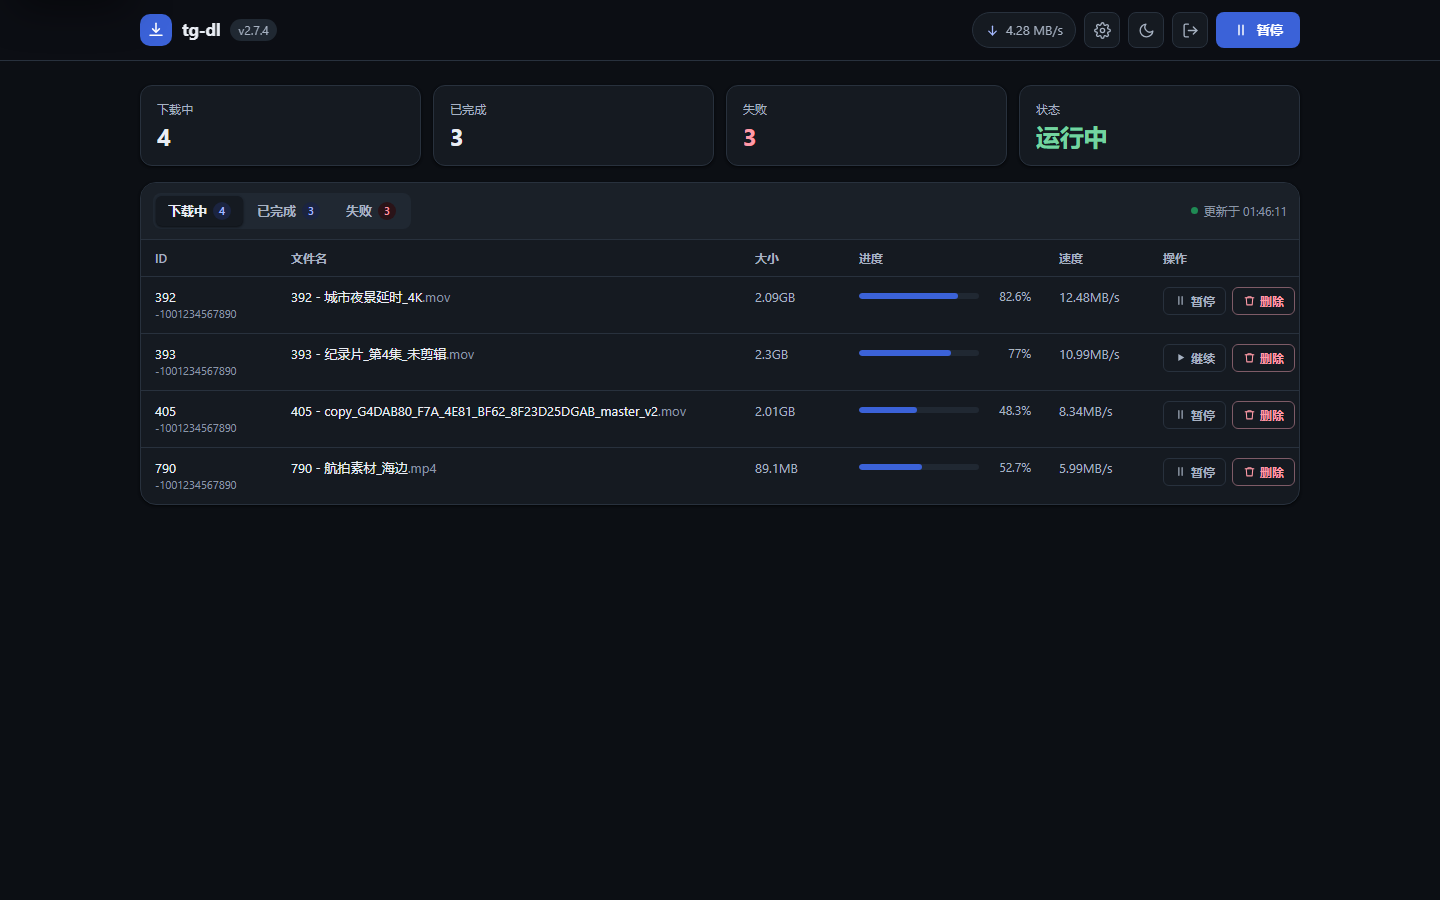 tg-dl v2.7.4 4.28 MB/s 暂停
下载中 已完成 失败 状态
4 3 3 运行中
下载中 4 已完成 3 失败 3 更新于 01:46:11
ID 文件名 大小 进度 速度 操作
392 392 - 城市夜景延时_4K.mov 2.09GB 82.6% 12.48MB/s 暂停 删除
-1001234567890
393 393 - 纪录片_第4集_未剪辑.mov 2.3GB 77% 10.99MB/s 继续 删除
-1001234567890
405 405 - copy_G4DAB80_F7A_4E81_BF62_8F23D25DGAB_master_v2.mov 2.01GB 48.3% 8.34MB/s 暂停 删除
-1001234567890
790 790 - 航拍素材_海边.mp4 89.1MB 52.7% 5.99MB/s 暂停 删除
-1001234567890